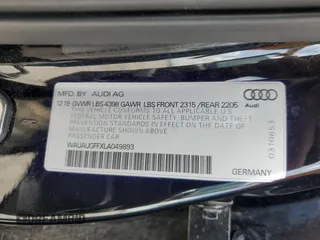 MFD. BY AUDI AG
12 19 GVWR LBS 4398 GAWR LBS FRONT 2315 /REAR 2205
THIS VEHICLE CONFORMS TO ALL APPLICABLE U.S.
FEDERAL MOTOR VEHICLE SAFETY, BUMPER AND THEFT
PREVENTION STANDARDS IN EFFECT ON THE DATE OF
MANUFACTURE SHOWN ABOVE.
PASSENGER CAR
WAUAUGFFXLA049893
Audi
0310653
GERMANY